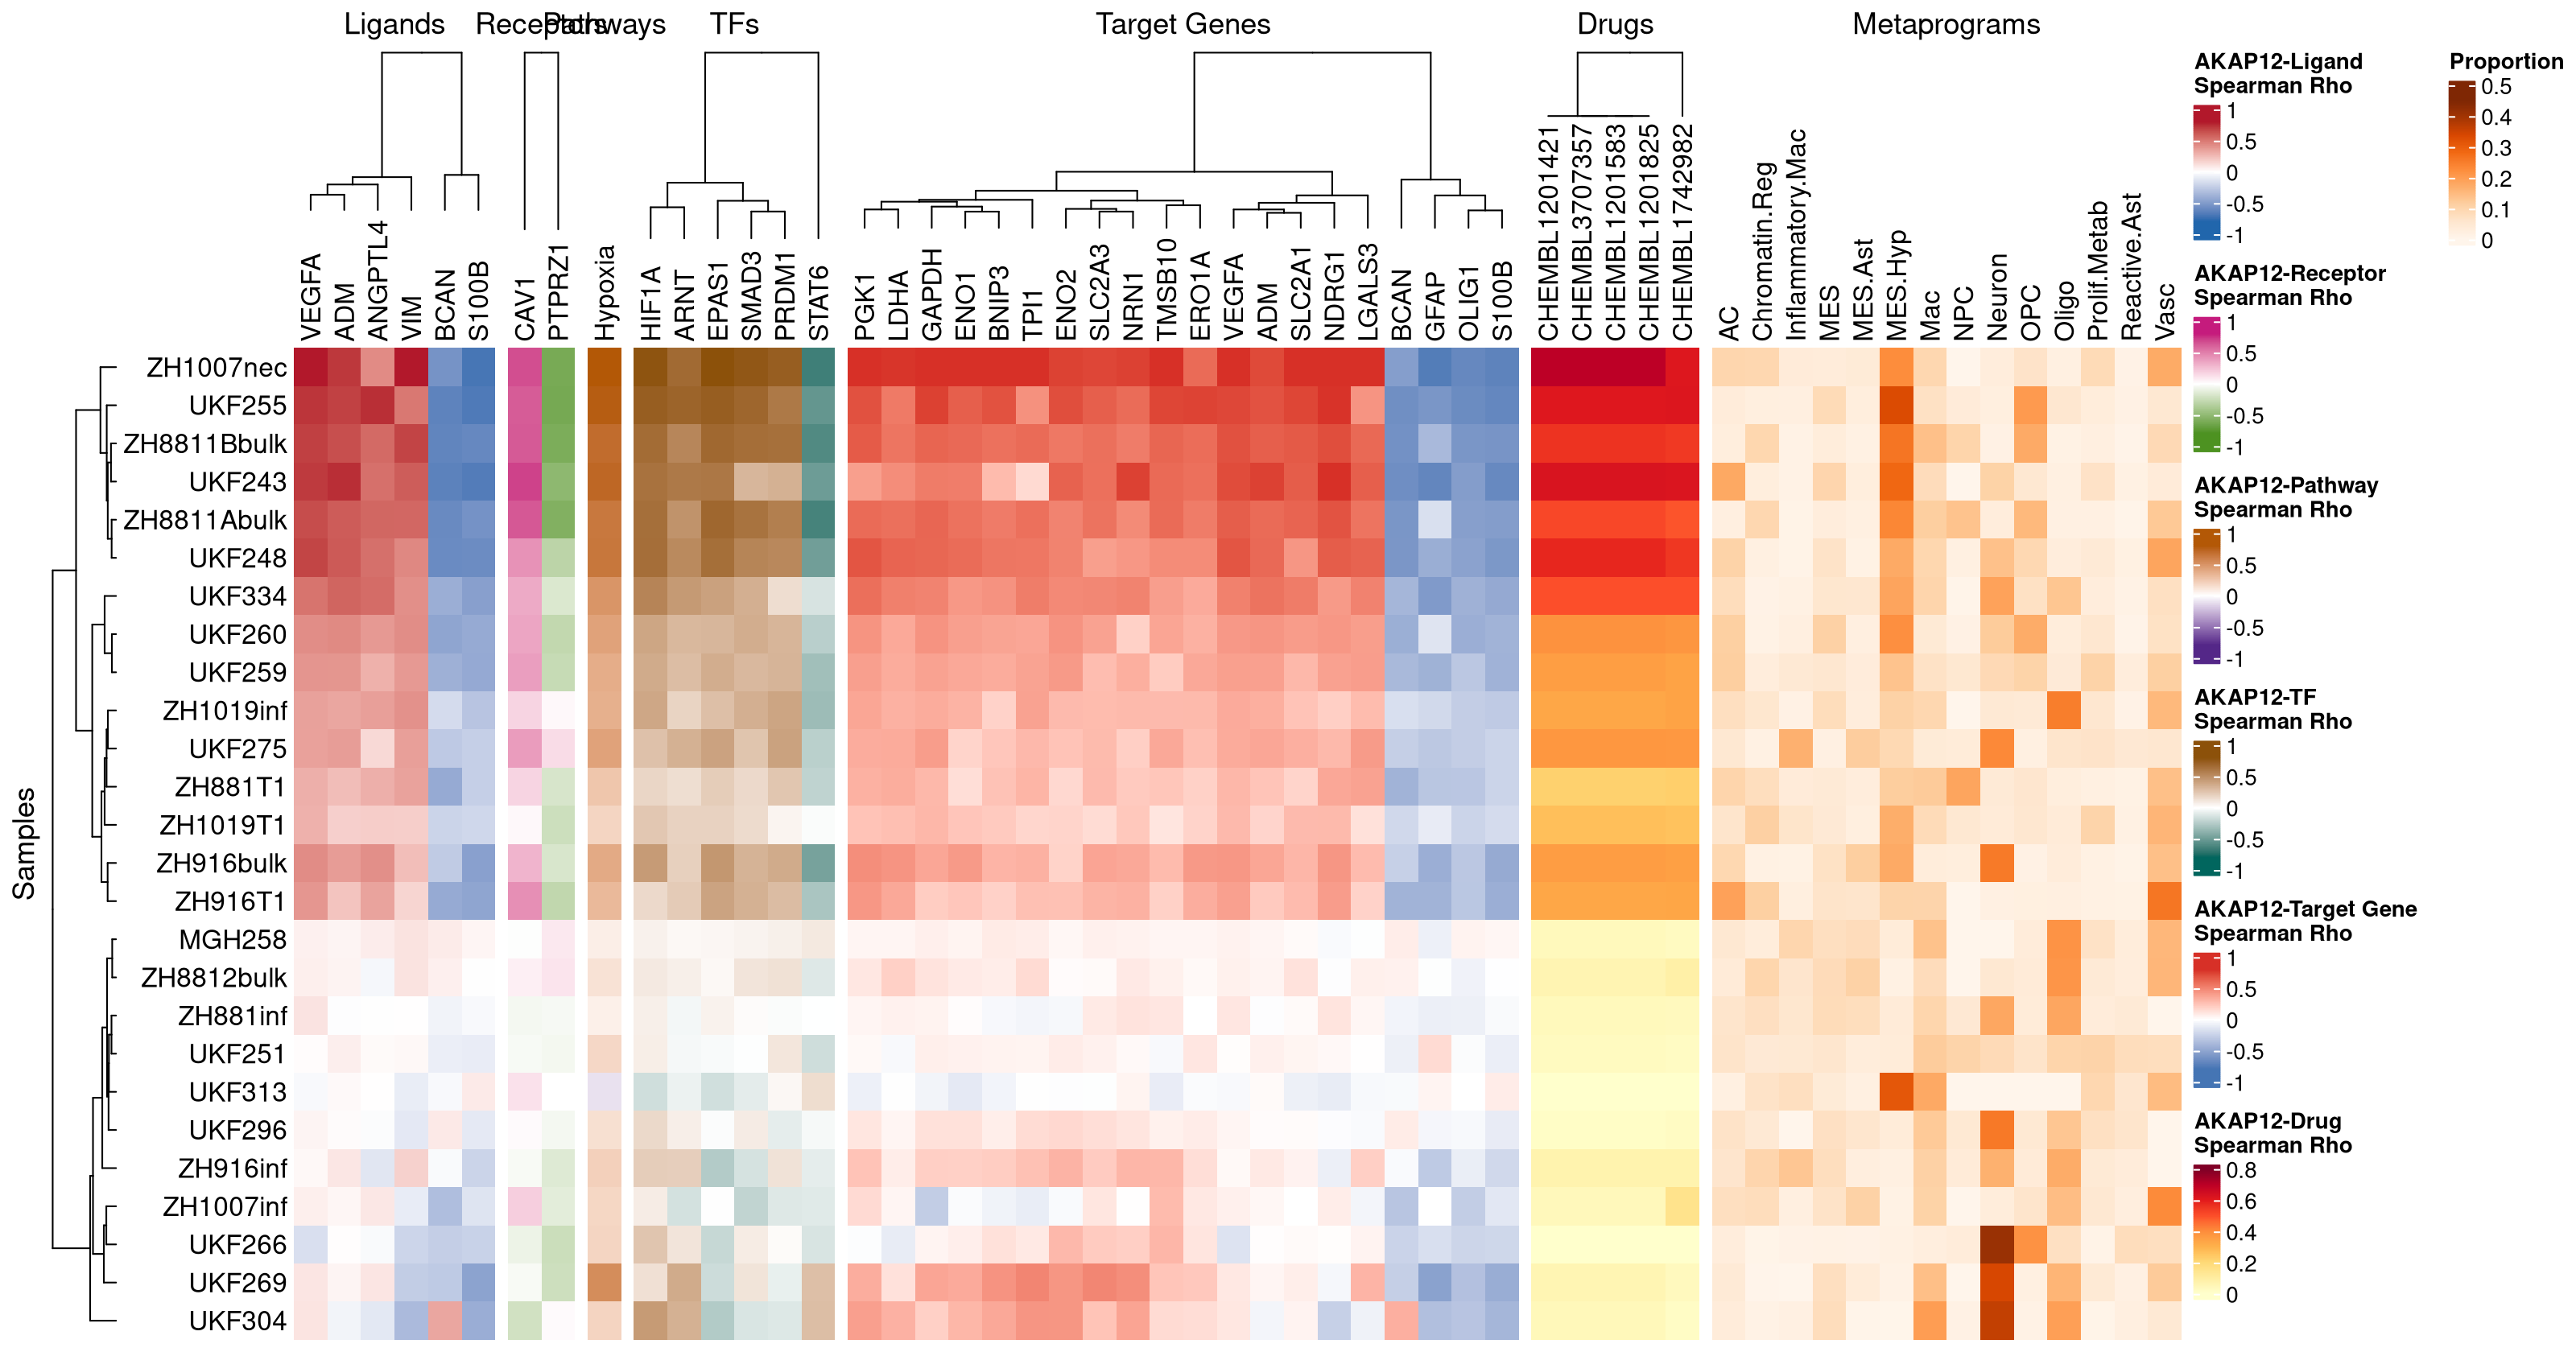 Ligands
Receptors
Pathways
TFs
Target Genes
Drugs
Metaprograms
VEGFA
ADM
ANGPTL4
VIM
BCAN
S100B
CAV1
PTPRZ1
Hypoxia
HIF1A
ARNT
EPAS1
SMAD3
PRDM1
STAT6
PGK1
LDHA
GAPDH
ENO1
BNIP3
TPI1
ENO2
SLC2A3
NRN1
TMSB10
ERO1A
VEGFA
ADM
SLC2A1
NDRG1
LGALS3
BCAN
GFAP
OLIG1
S100B
CHEMBL1201421
CHEMBL3707357
CHEMBL1201583
CHEMBL1201825
CHEMBL1742982
AC
Chromatin.Reg
Inflammatory.Mac
MES
MES.Ast
MES.Hyp
Mac
NPC
Neuron
OPC
Oligo
Prolif.Metab
Reactive.Ast
Vasc
Samples
ZH1007nec
UKF255
ZH8811Bbulk
UKF243
ZH8811Abulk
UKF248
UKF334
UKF260
UKF259
ZH1019inf
UKF275
ZH881T1
ZH1019T1
ZH916bulk
ZH916T1
MGH258
ZH8812bulk
ZH881inf
UKF251
UKF313
UKF296
ZH916inf
ZH1007inf
UKF266
UKF269
UKF304
AKAP12-Ligand
Spearman Rho
1
0.5
0
-0.5
-1
AKAP12-Receptor
Spearman Rho
1
0.5
0
-0.5
-1
AKAP12-Pathway
Spearman Rho
1
0.5
0
-0.5
-1
AKAP12-TF
Spearman Rho
1
0.5
0
-0.5
-1
AKAP12-Target Gene
Spearman Rho
1
0.5
0
-0.5
-1
AKAP12-Drug
Spearman Rho
0.8
0.6
0.4
0.2
0
Proportion
0.5
0.4
0.3
0.2
0.1
0